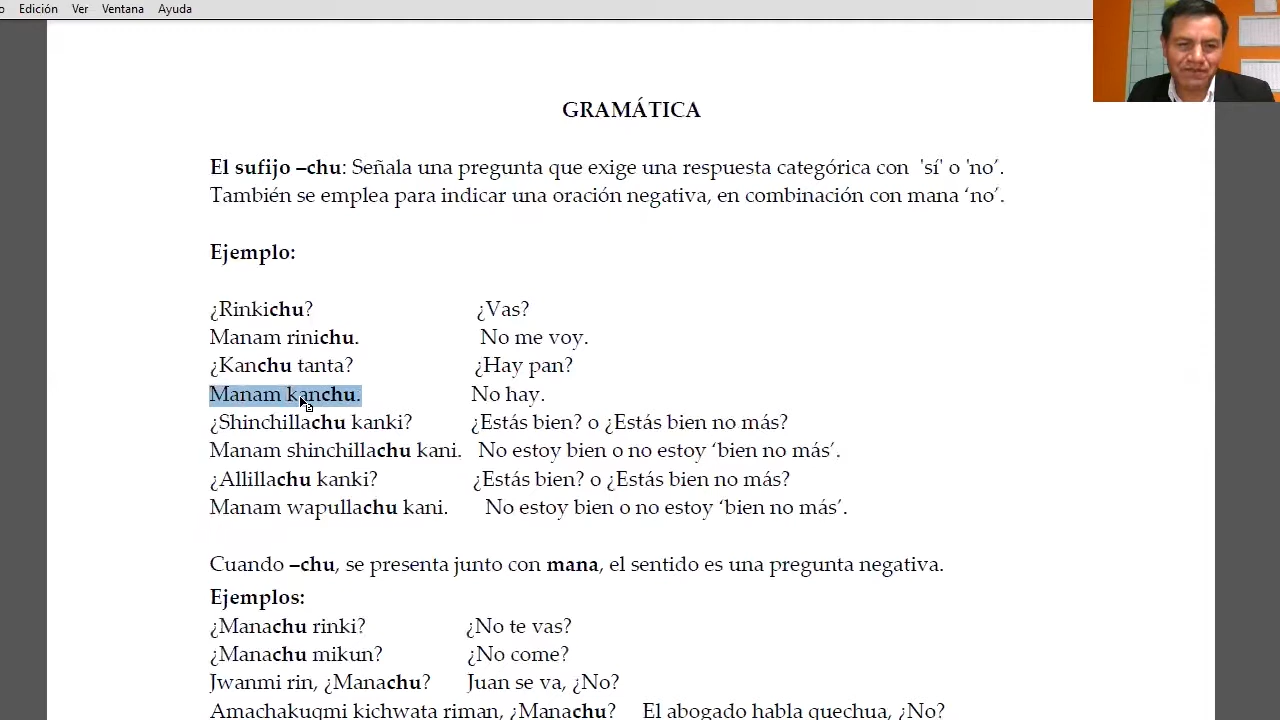 Edición Ver Ventana Ayuda
GRAMÁTICA
El sufijo –chu: Señala una pregunta que exige una respuesta categórica con 'sí' o 'no’.
También se emplea para indicar una oración negativa, en combinación con mana ‘no’.
Ejemplo:
¿Rinkichu? ¿Vas?
Manam rinichu. No me voy.
¿Kanchu tanta? ¿Hay pan?
Manam kanchu. No hay.
¿Shinchillachu kanki? ¿Estás bien? o ¿Estás bien no más?
Manam shinchillachu kani. No estoy bien o no estoy ‘bien no más’.
¿Allillachu kanki? ¿Estás bien? o ¿Estás bien no más?
Manam wapullachu kani. No estoy bien o no estoy ‘bien no más’.
Cuando –chu, se presenta junto con mana, el sentido es una pregunta negativa.
Ejemplos:
¿Manachu rinki? ¿No te vas?
¿Manachu mikun? ¿No come?
Jwanmi rin, ¿Manachu? Juan se va, ¿No?
Amachakuqmi kichwata riman, ¿Manachu? El abogado habla quechua, ¿No?